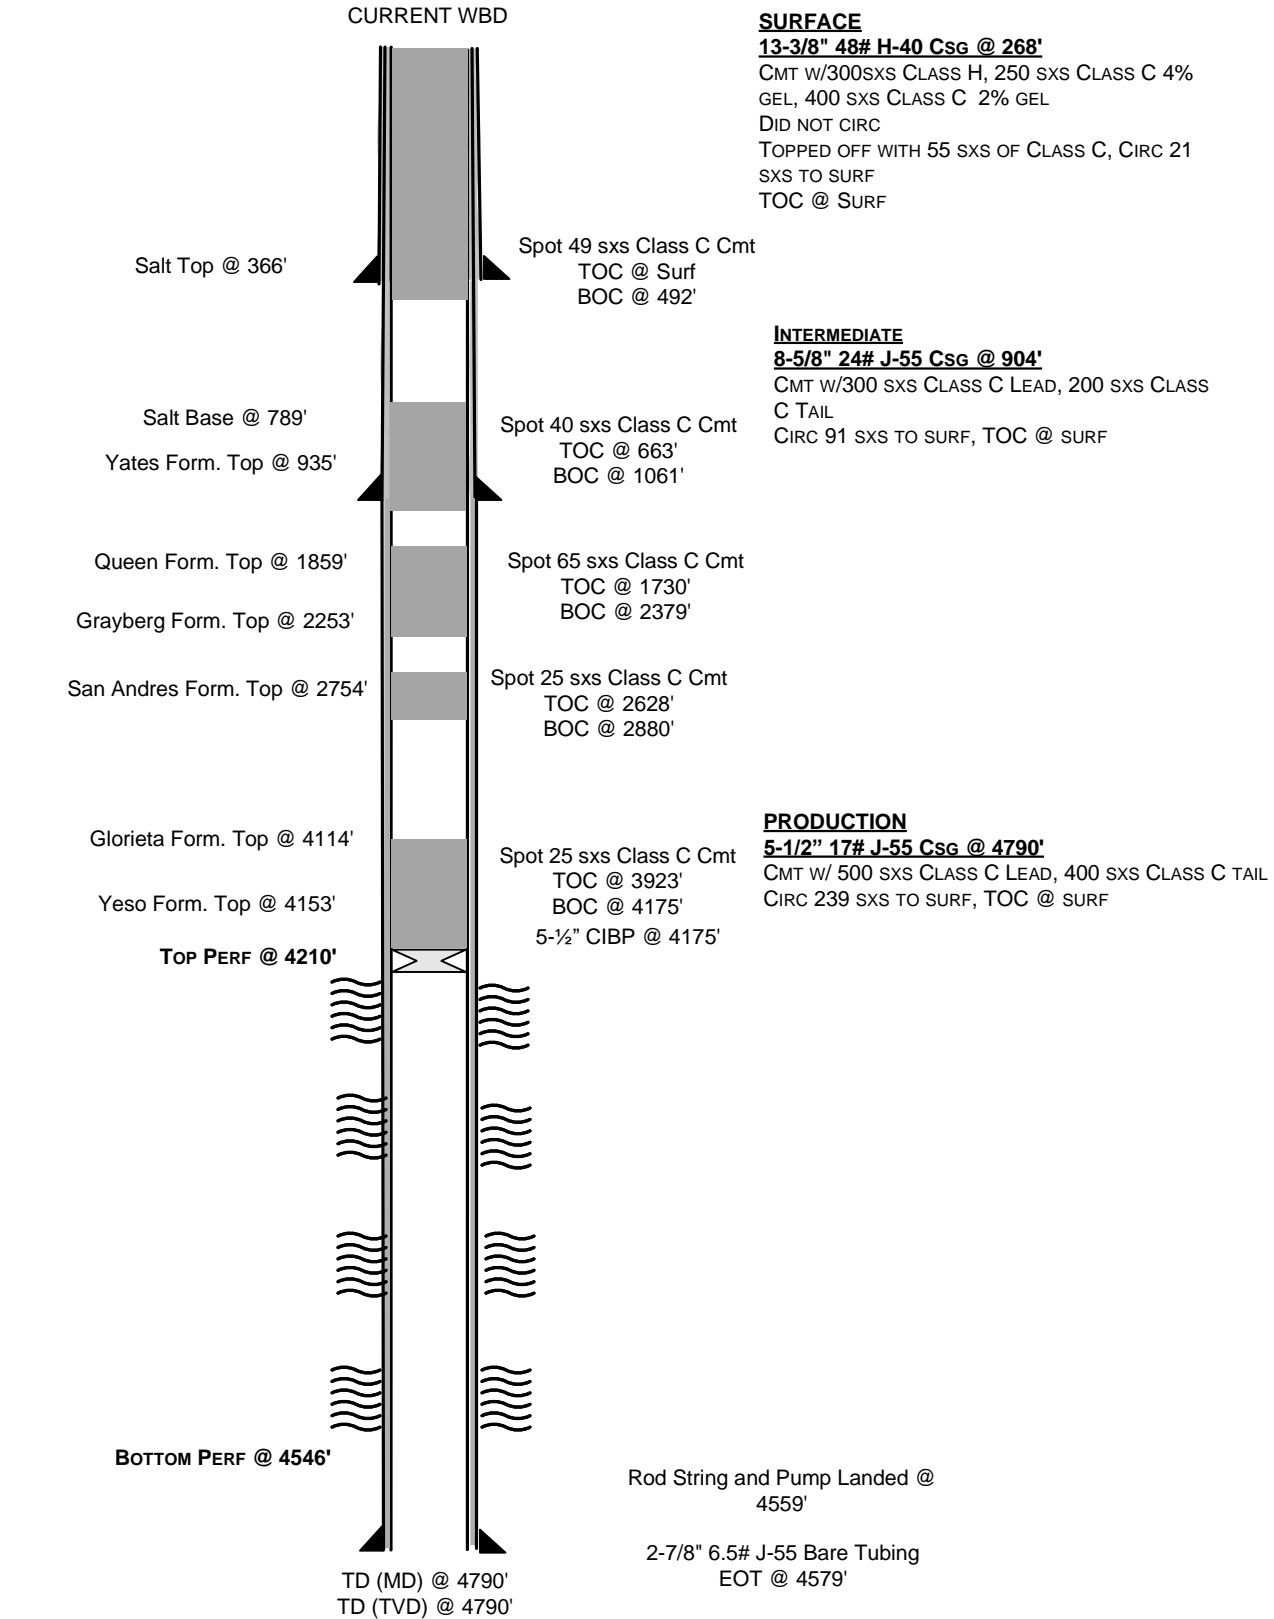 CURRENT WBD
SURFACE
13-3/8" 48# H-40 CSG @ 268'
CMT W/300SXS CLASS H, 250 SXS CLASS C 4%
GEL, 400 SXS CLASS C 2% GEL
DID NOT CIRC
TOPPED OFF WITH 55 SXS OF CLASS C, CIRC 21
SXS TO SURF
TOC @ SURF
Salt Top @ 366'
Spot 49 sxs Class C Cmt
TOC @ Surf
BOC @ 492'
INTERMEDIATE
8-5/8" 24# J-55 CSG @ 904'
CMT W/300 SXS CLASS C LEAD, 200 SXS CLASS
C TAIL
CIRC 91 SXS TO SURF, TOC @ SURF
Salt Base @ 789'
Yates Form. Top @ 935'
Spot 40 sxs Class C Cmt
TOC @ 663'
BOC @ 1061'
Queen Form. Top @ 1859'
Grayberg Form. Top @ 2253'
Spot 65 sxs Class C Cmt
TOC @ 1730'
BOC @ 2379'
San Andres Form. Top @ 2754'
Spot 25 sxs Class C Cmt
TOC @ 2628'
BOC @ 2880'
PRODUCTION
5-1/2” 17# J-55 CSG @ 4790'
CMT W/ 500 SXS CLASS C LEAD, 400 SXS CLASS C TAIL
CIRC 239 SXS TO SURF, TOC @ SURF
Glorieta Form. Top @ 4114'
Yeso Form. Top @ 4153'
TOP PERF @ 4210'
Spot 25 sxs Class C Cmt
TOC @ 3923'
BOC @ 4175'
5-½” CIBP @ 4175'
BOTTOM PERF @ 4546'
Rod String and Pump Landed @
4559'
2-7/8" 6.5# J-55 Bare Tubing
EOT @ 4579'
TD (MD) @ 4790'
TD (TVD) @ 4790'